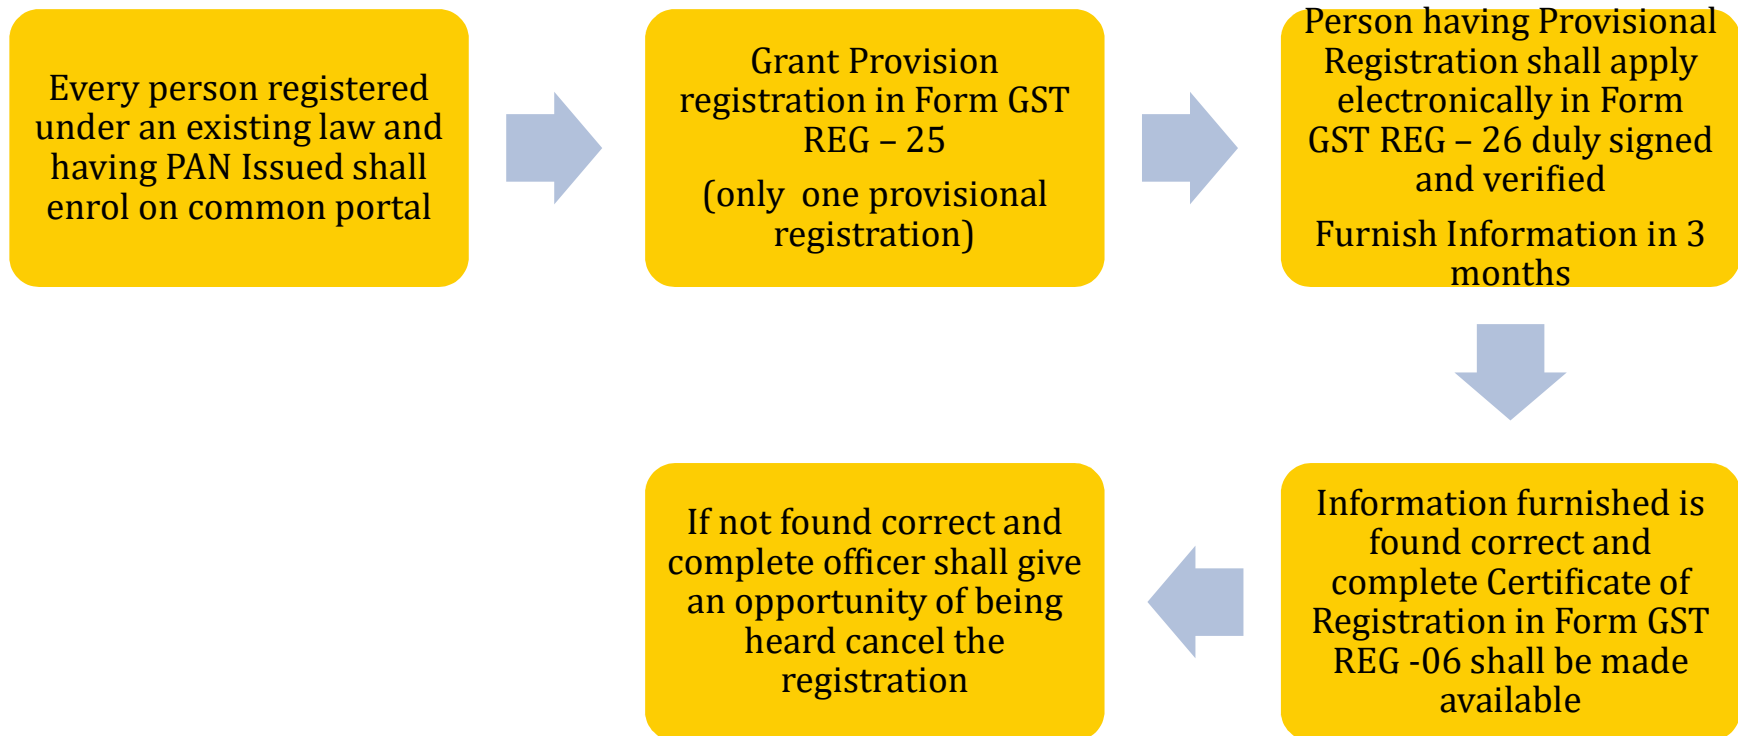 Every person registered
under an existing law and
having PAN Issued shall
enrol on common portal
Grant Provision
registration in Form GST
REG – 25
(only  one provisional
registration)
Person having Provisional
Registration shall apply
electronically in Form
GST REG – 26 duly signed
and verified
Furnish Information in 3
months
Information furnished is
found correct and
complete Certificate of
Registration in Form GST
REG -06 shall be made
available
If not found correct and
complete officer shall give
an opportunity of being
heard cancel the
registration